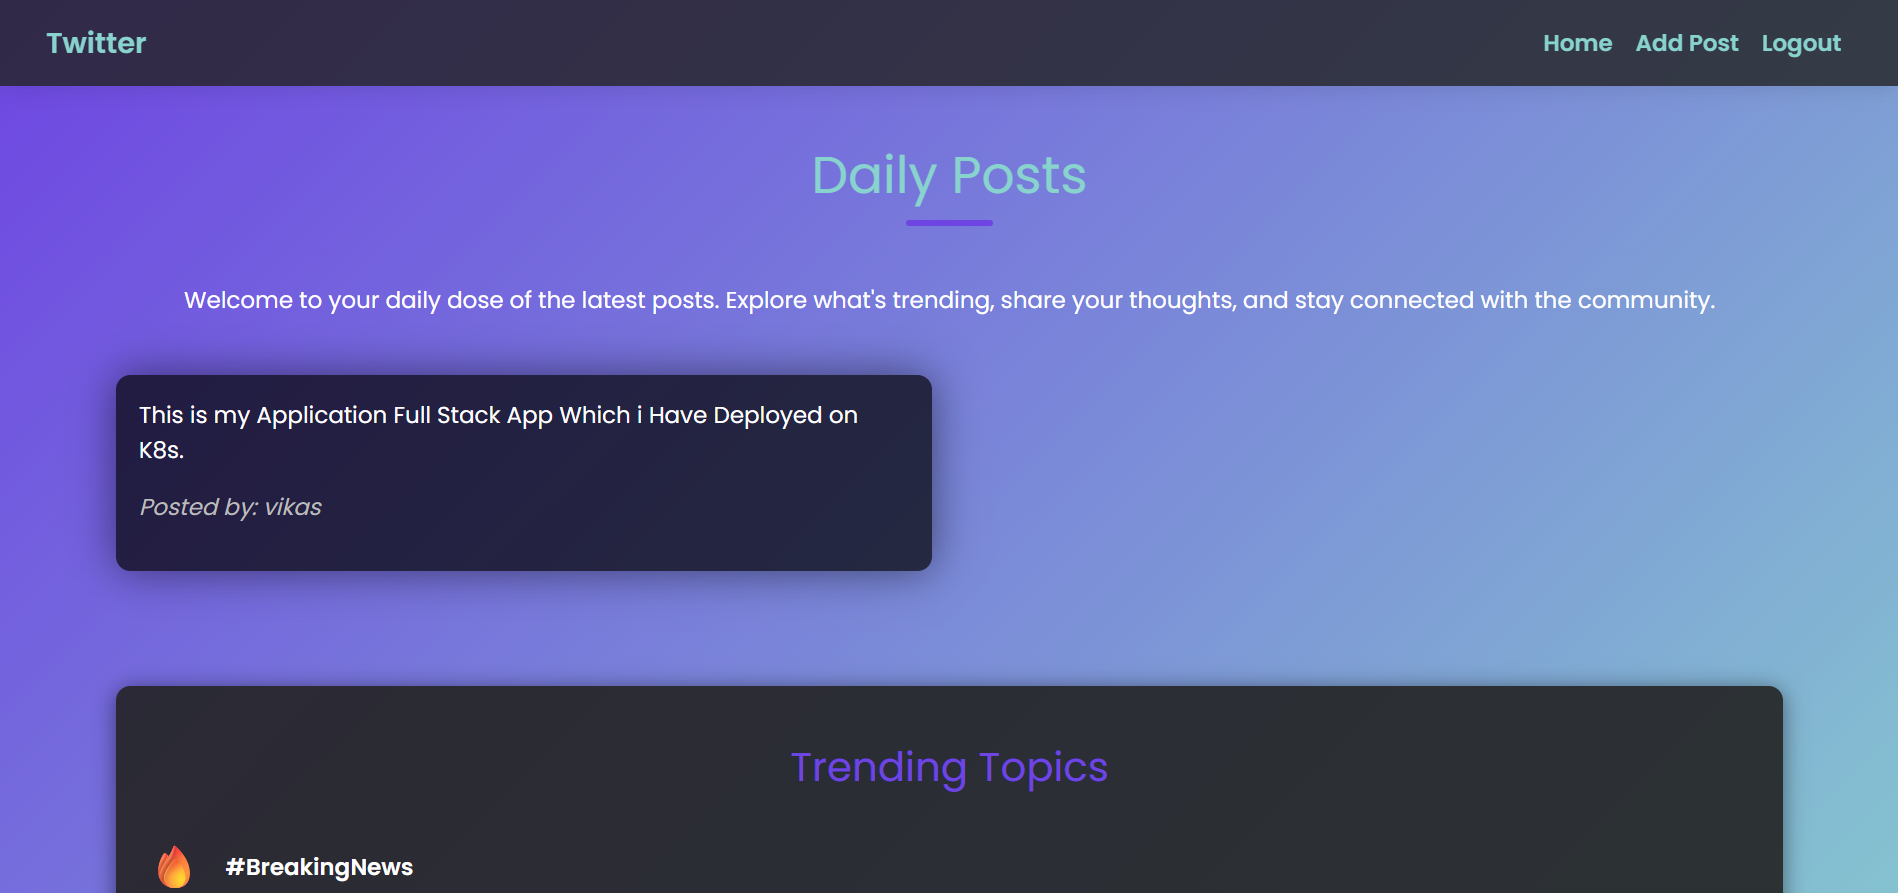 Twitter
Home Add Post Logout
Daily Posts
Welcome to your daily dose of the latest posts. Explore what's trending, share your thoughts, and stay connected with the community.
This is my Application Full Stack App Which i Have Deployed on
K8s.
Posted by: vikas
Trending Topics
#BreakingNews